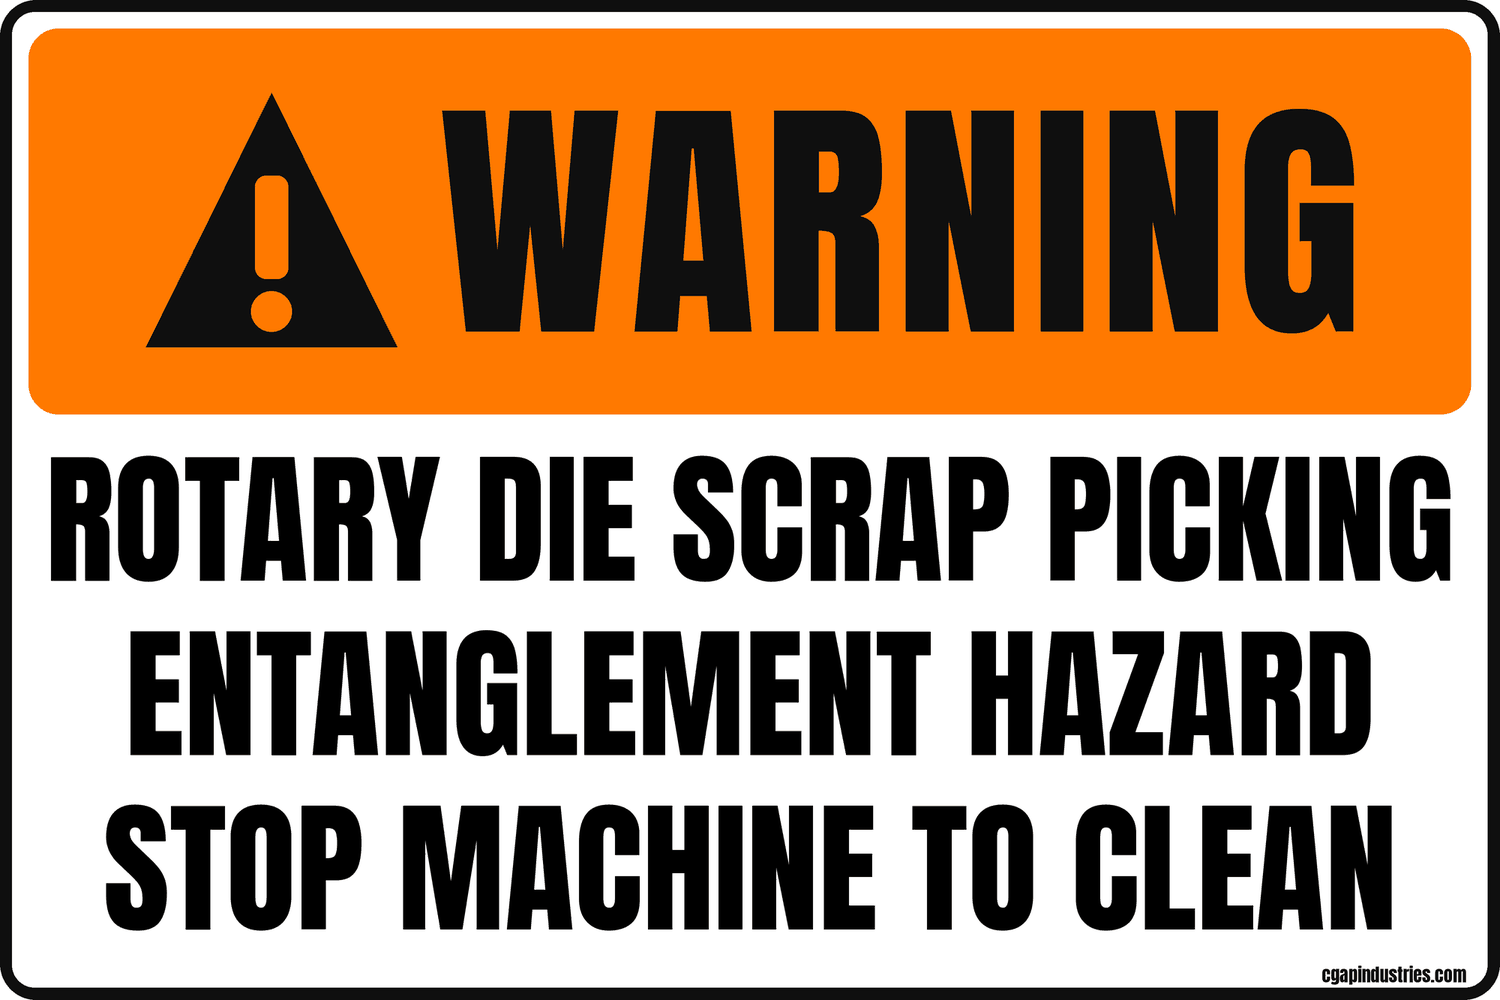 WARNING
ROTARY DIE SCRAP PICKING
ENTANGLEMENT HAZARD
STOP MACHINE TO CLEAN
cgapindustries.com